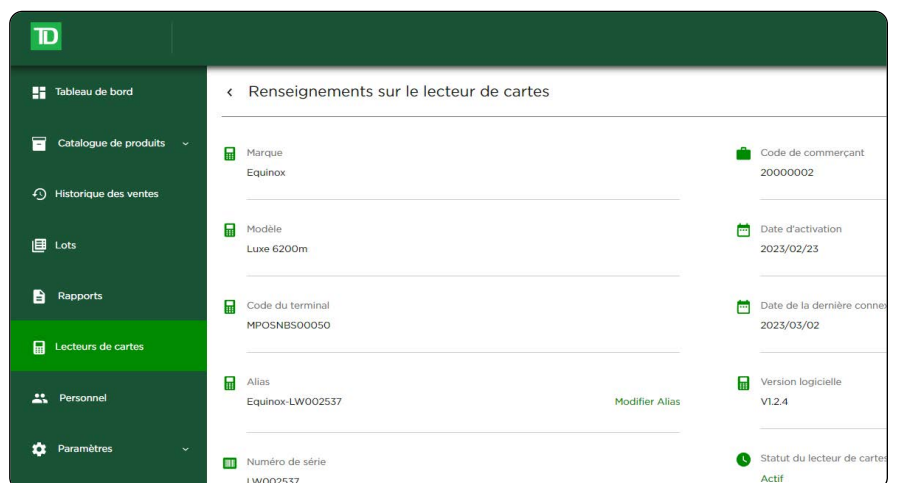 TD
Tableau de bord
Catalogue de produits
Historique des ventes
Lots
Rapports
Lecteurs de cartes
Personnel
Paramètres
Renseignements sur le lecteur de cartes
Marque
Equinox
Modèle
Luxe 6200m
Code du terminal
MPOSNBS00050
Alias
Equinox-LW002537
Modifier Alias
Numéro de série
LW002537
Code de commerçant
20000002
Date d'activation
2023/02/23
Date de la dernière connex
2023/03/02
Version logicielle
V1.2.4
Statut du lecteur de cartes
Actif